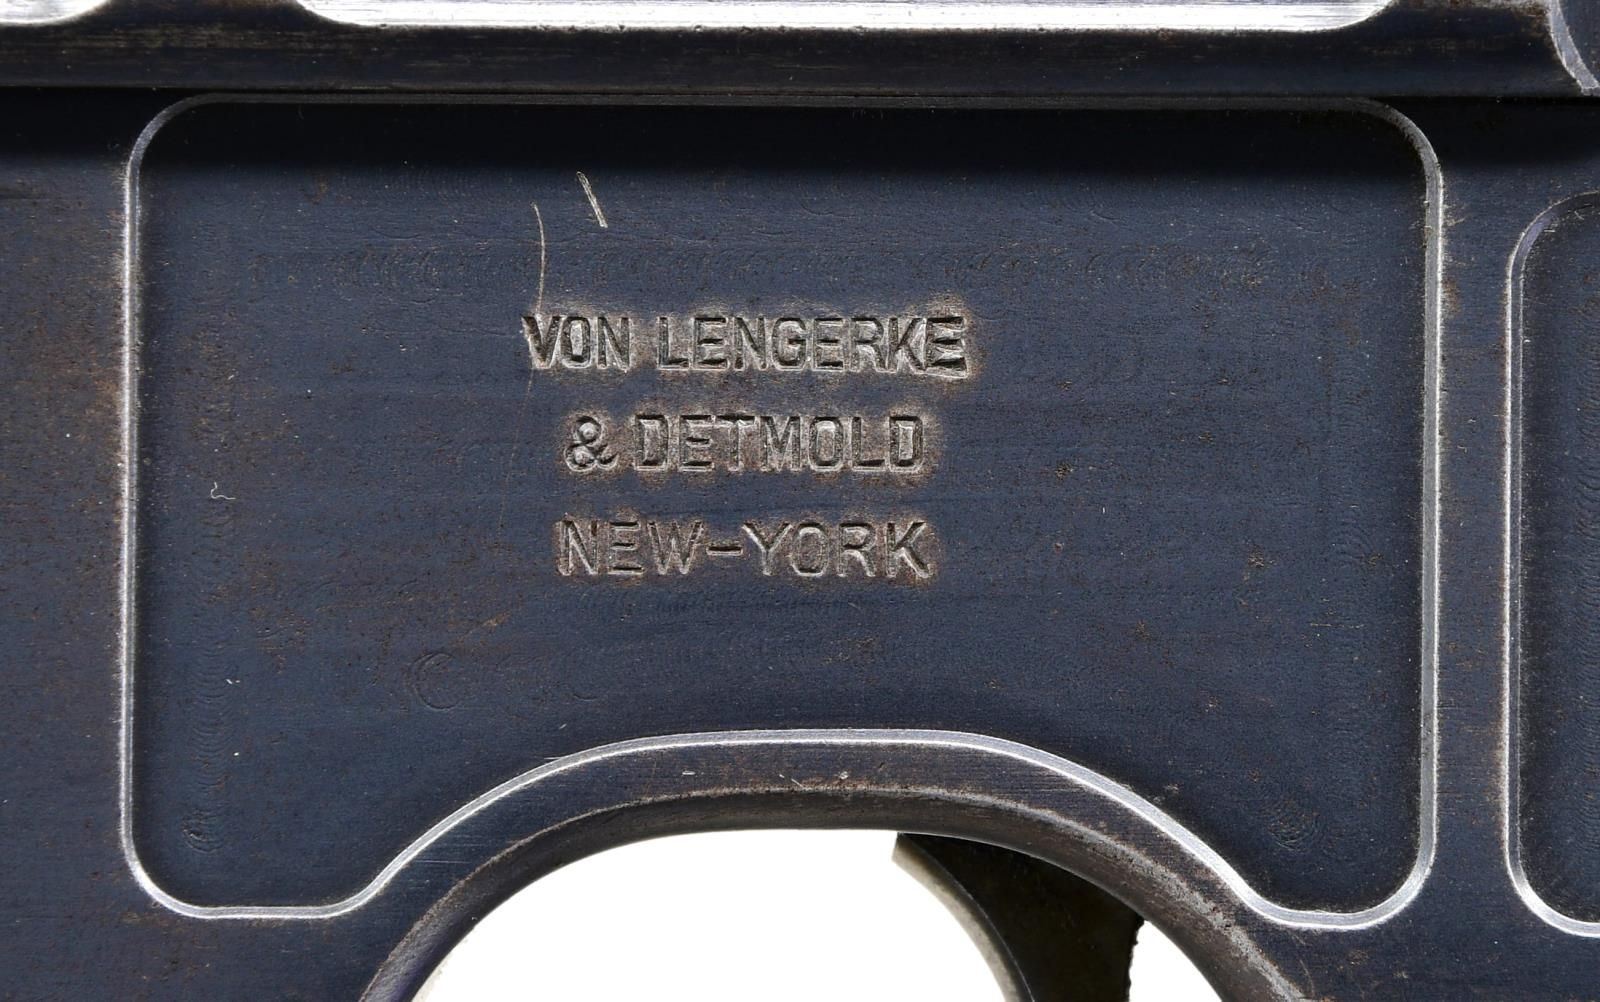 VON LENGERKE
& DETMOLD
NEW-YORK